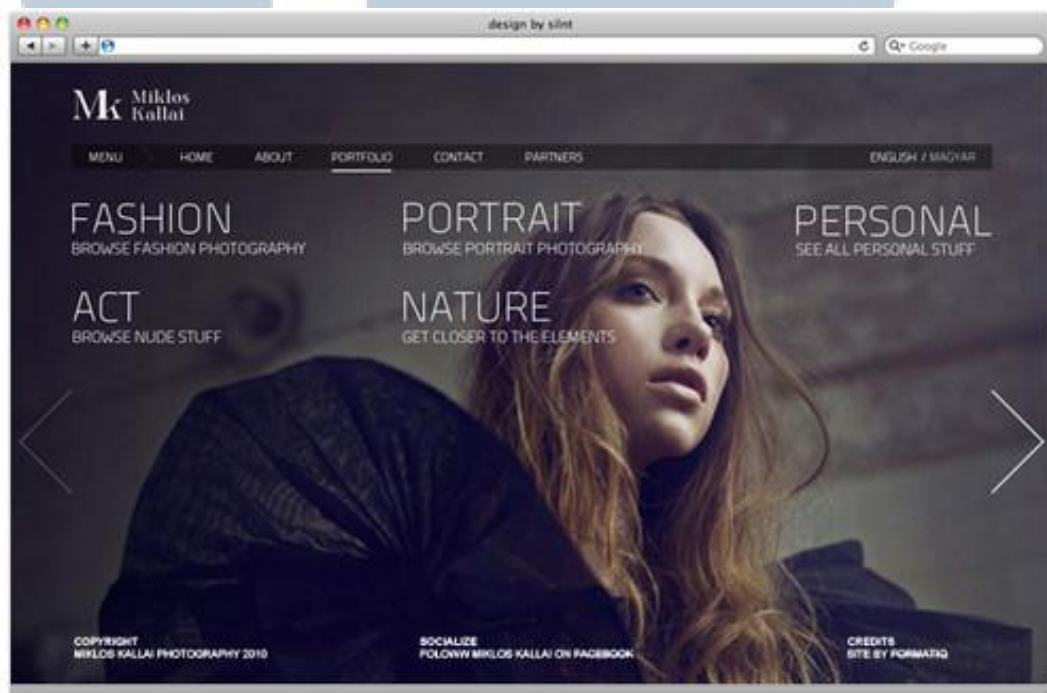 design by silnt
Google
Mk Miklos
Kallai
MENU HOME ABOUT PORTFOLIO CONTACT PARTNERS ENGLISH / MAGYAR
FASHION
BROWSE FASHION PHOTOGRAPHY
PORTRAIT
BROWSE PORTRAIT PHOTOGRAPHY
PERSONAL
SEE ALL PERSONAL STUFF
ACT
BROWSE NUDE STUFF
NATURE
GET CLOSER TO THE ELEMENTS
COPYRIGHT
MIKLOS KALLAI PHOTOGRAPHY 2010
SOCIALIZE
FOLOWW MIKLOS KALLAI ON FACEBOOK
CREDITS
SITE BY FORMATIQ